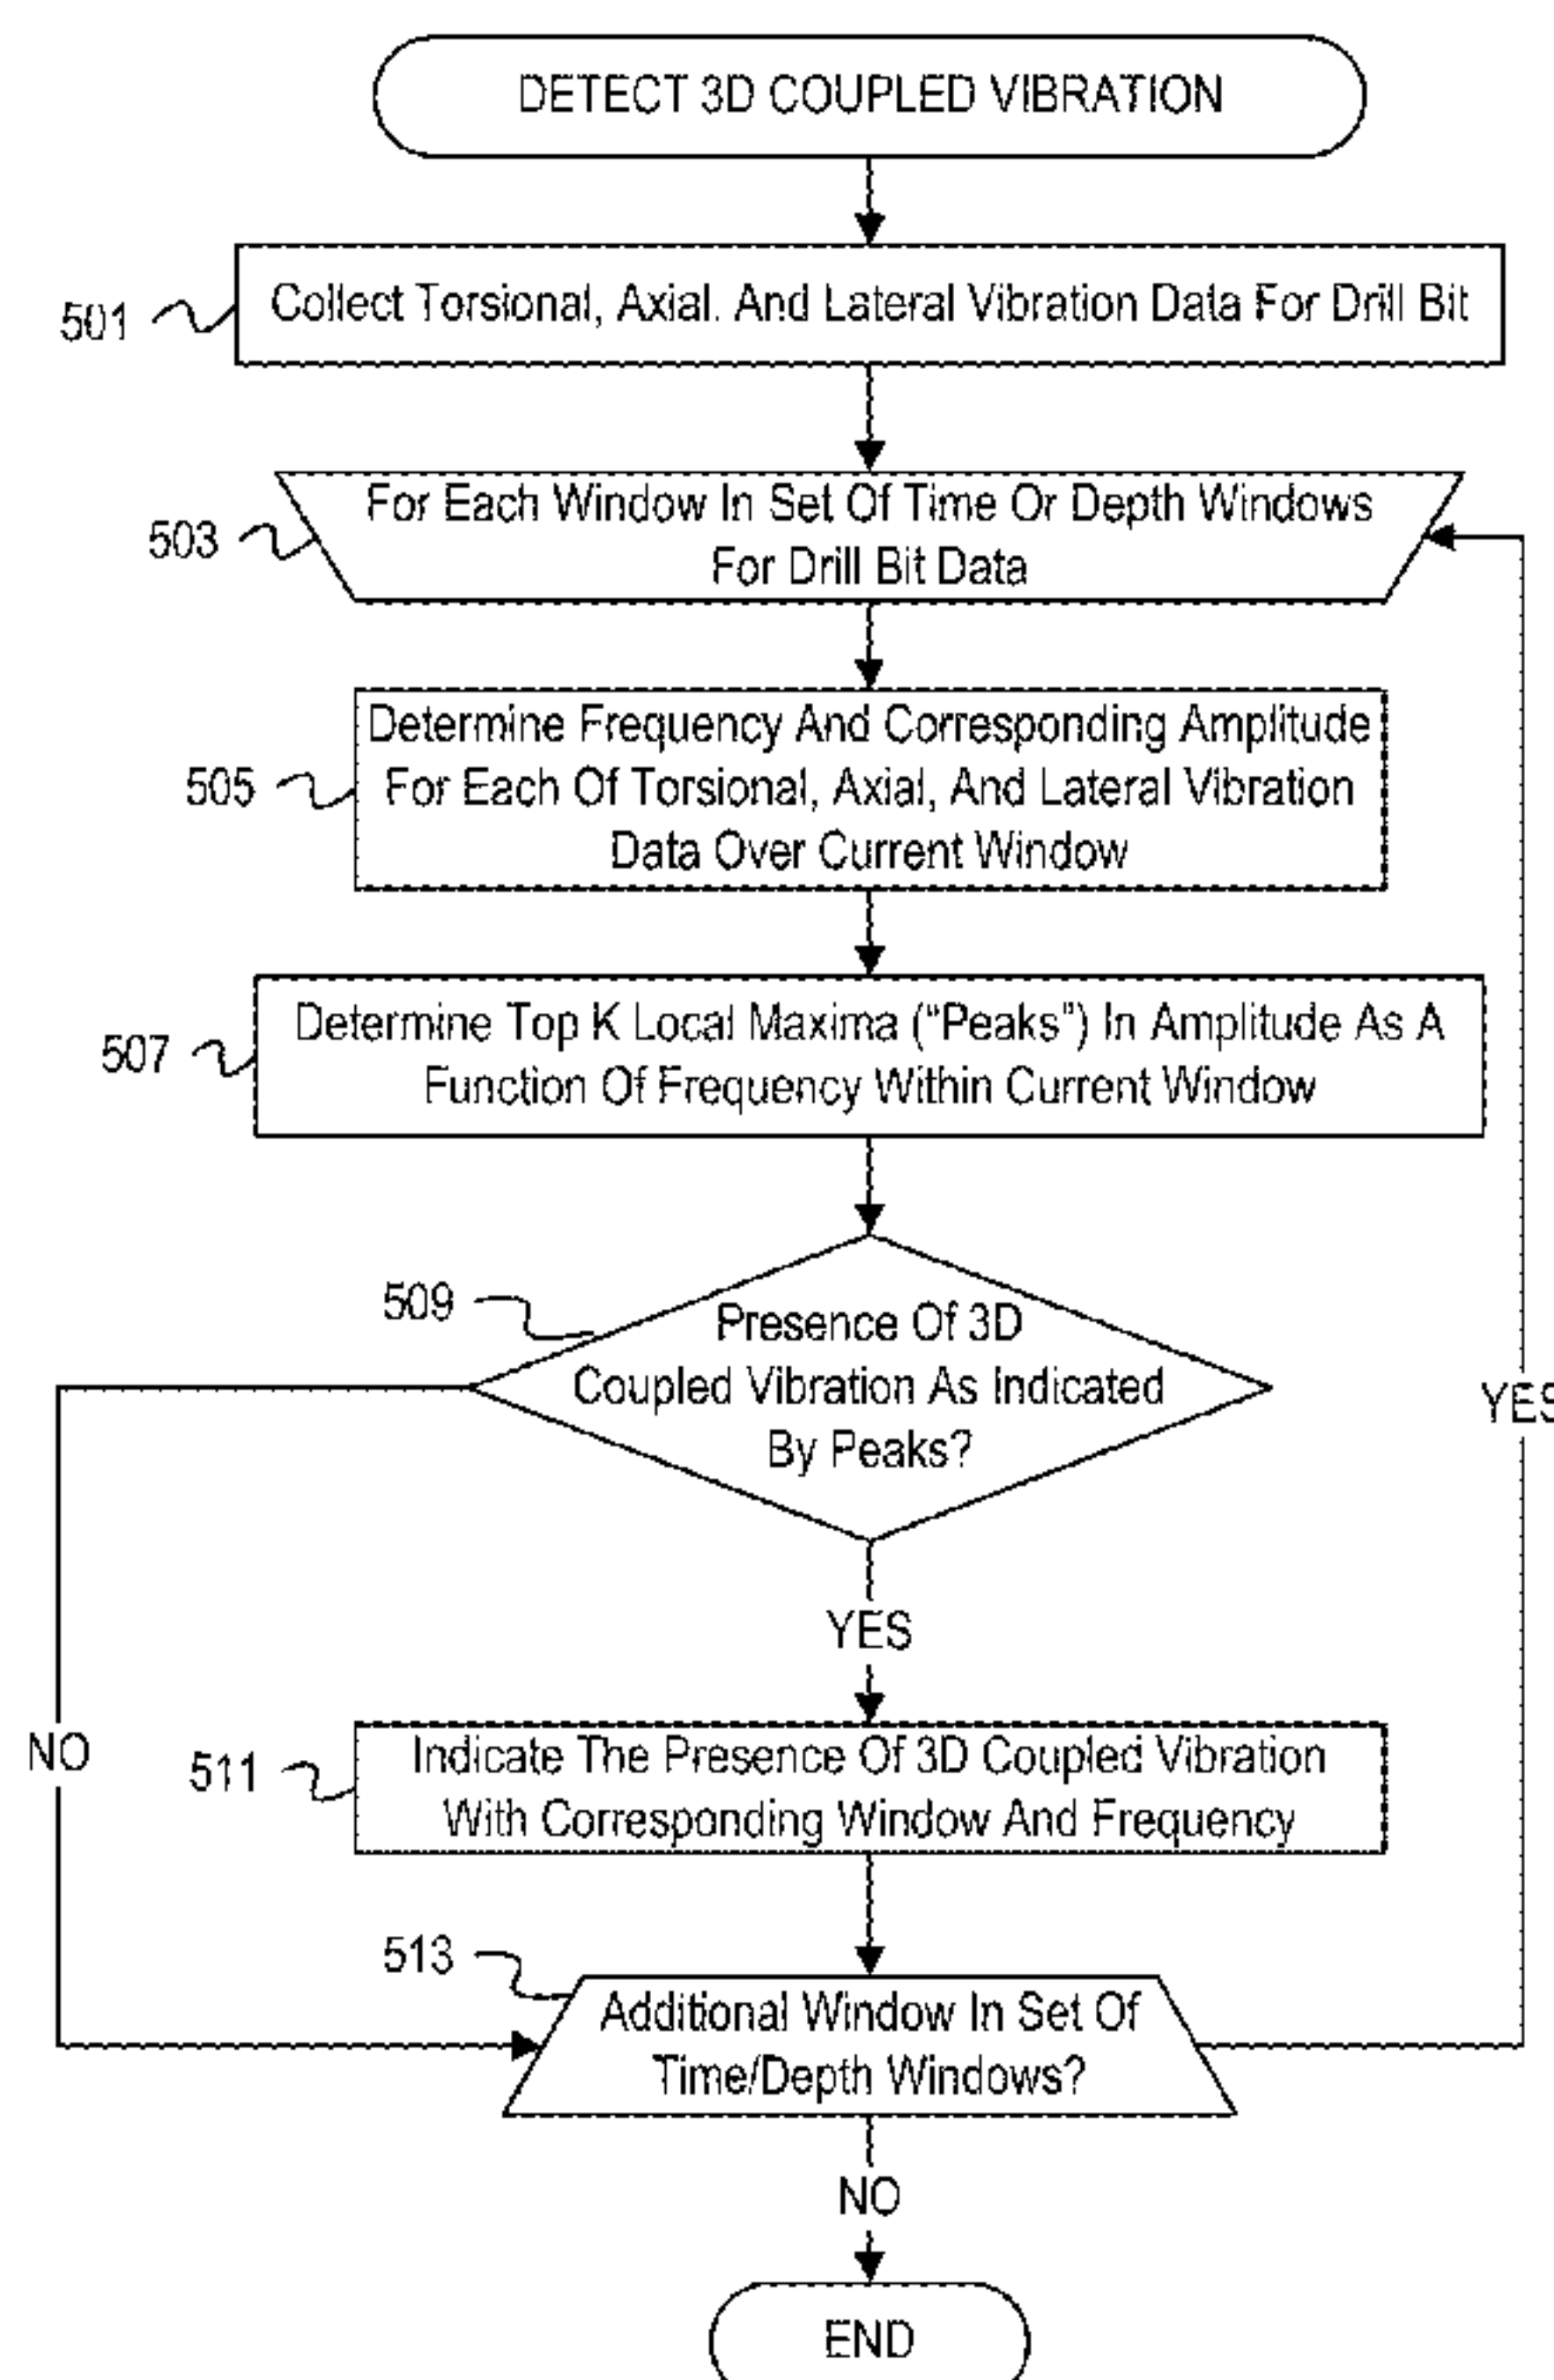 DETECT 3D COUPLED VIBRATION
501
Collect Torsional, Axial. And Lateral Vibration Data For Drill Bit
503
For Each Window In Set Of Time Or Depth Windows
For Drill Bit Data
505
Determine Frequency And Corresponding Amplitude
For Each Of Torsional, Axial, And Lateral Vibration
Data Over Current Window
507
Determine Top K Local Maxima (“Peaks”) In Amplitude As A
Function Of Frequency Within Current Window
509
Presence Of 3D
Coupled Vibration As Indicated
By Peaks?
YES
YES
NO
511
Indicate The Presence Of 3D Coupled Vibration
With Corresponding Window And Frequency
513
Additional Window In Set Of
Time/Depth Windows?
NO
END